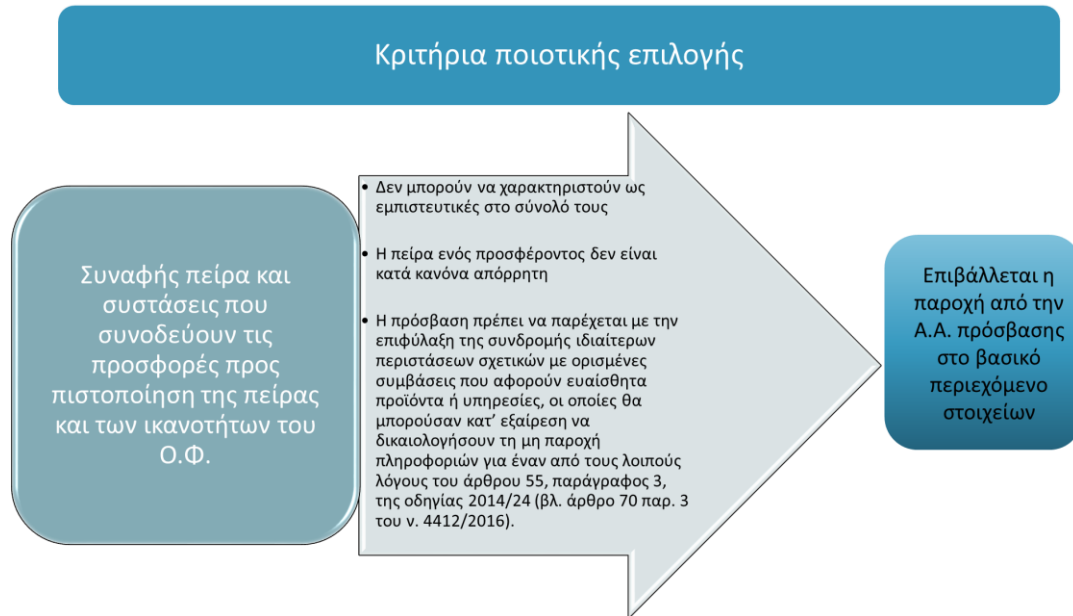 Κριτήρια ποιοτικής επιλογής
Συναφής πείρα και
συστάσεις που
συνοδεύουν τις
προσφορές προς
πιστοποίηση της πείρας
και των ικανοτήτων του
Ο.Φ.
• Δεν μπορούν να χαρακτηριστούν ως
εμπιστευτικές στο σύνολό τους
• Η πείρα ενός προσφέροντος δεν είναι
κατά κανόνα απόρρητη
• Η πρόσβαση πρέπει να παρέχεται με την
επιφύλαξη της συνδρομής ιδιαίτερων
περιστάσεων σχετικών με ορισμένες
συμβάσεις που αφορούν ευαίσθητα
προϊόντα ή υπηρεσίες, οι οποίες θα
μπορούσαν κατ’ εξαίρεση να
δικαιολογήσουν τη μη παροχή
πληροφοριών για έναν από τους λοιπούς
λόγους του άρθρου 55, παράγραφος 3,
της οδηγίας 2014/24 (βλ. άρθρο 70 παρ. 3
του ν. 4412/2016).
Επιβάλλεται η
παροχή από την
Α.Α. πρόσβασης
στο βασικό
περιεχόμενο
στοιχείων